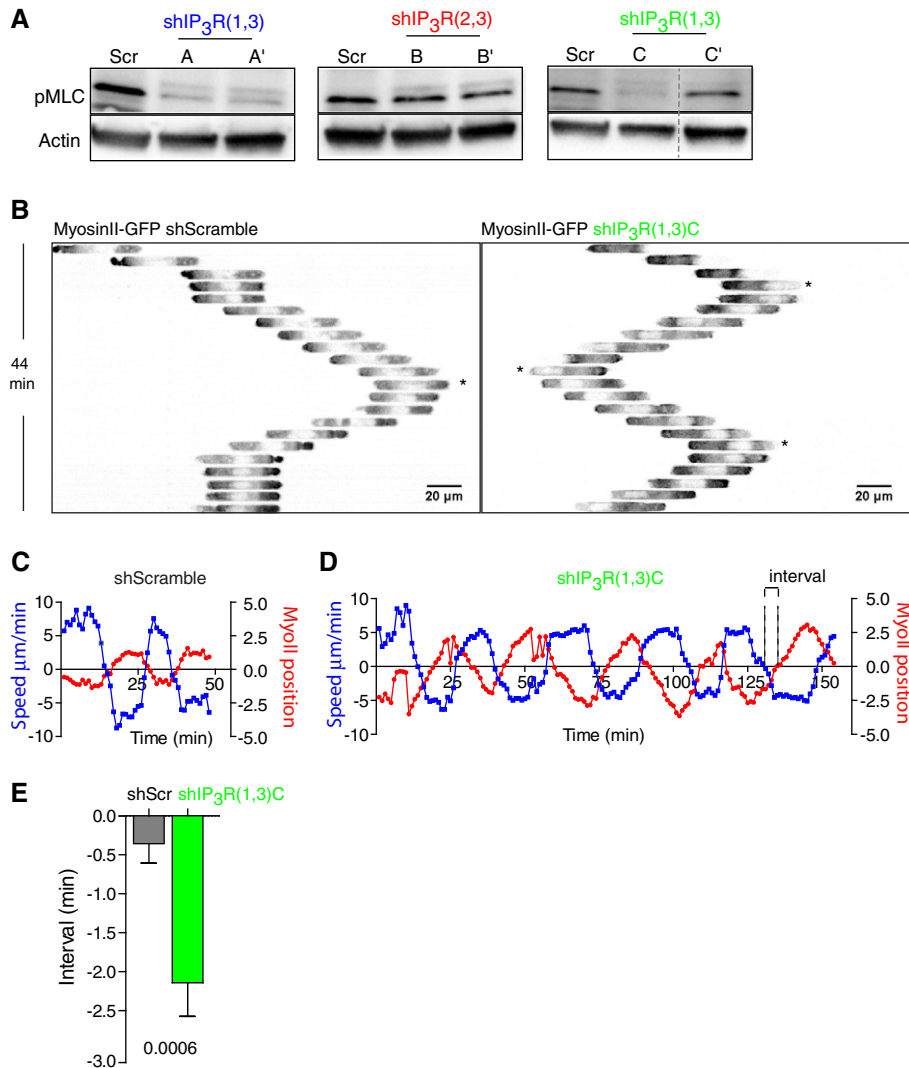 A
shIP3R(1,3) shIP3R(2,3) shIP3R(1,3)
Scr A A' Scr B B' Scr C C'
pMLC
Actin
B
MyosinII-GFP shScramble MyosinII-GFP shIP3R(1,3)C
44
min
*
*
*
*
20 µm 20 µm
C
shScramble
Speed µm/min
10
5
0
-5
-10
25 50
Time (min)
5.0
2.5
0.0
-2.5
-5.0
MyoII position
D
shIP3R(1,3)C
interval
Speed µm/min
10
5
0
-5
-10
25 50 75 100 125 150
Time (min)
5.0
2.5
0.0
-2.5
-5.0
MyoII position
E
shScr shIP3R(1,3)C
Interval (min)
0.0
-0.5
-1.0
-1.5
-2.0
-2.5
-3.0
0.0006